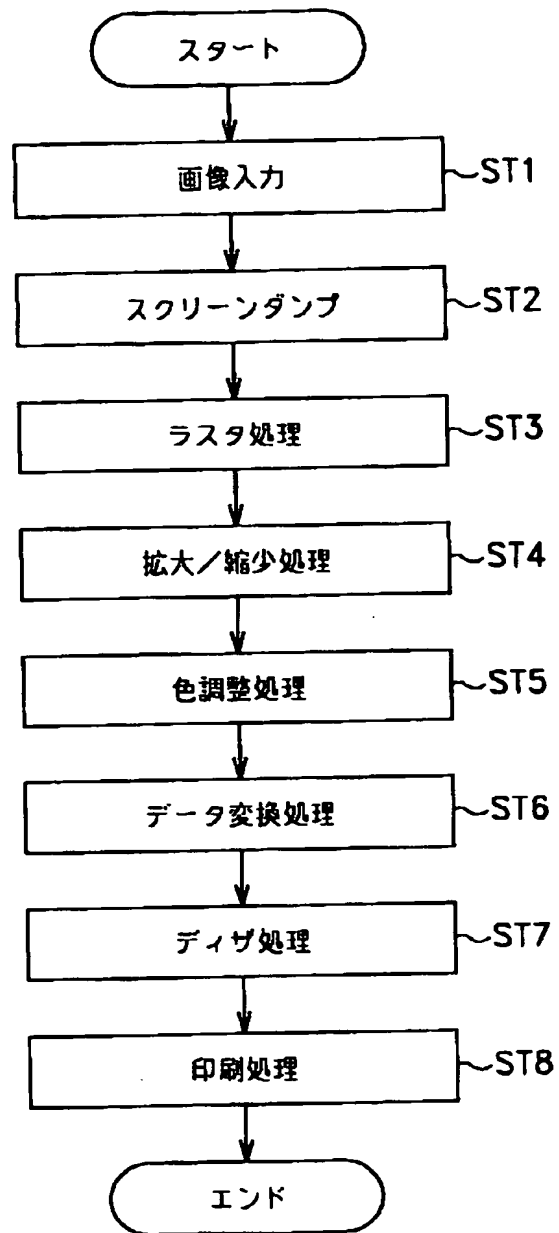 スタート
画像入力
ST1
スクリーンダンプ
ST2
ラスタ処理
ST3
拡大/縮少処理
ST4
色調整処理
ST5
データ変換処理
ST6
ディザ処理
ST7
印刷処理
ST8
エンド